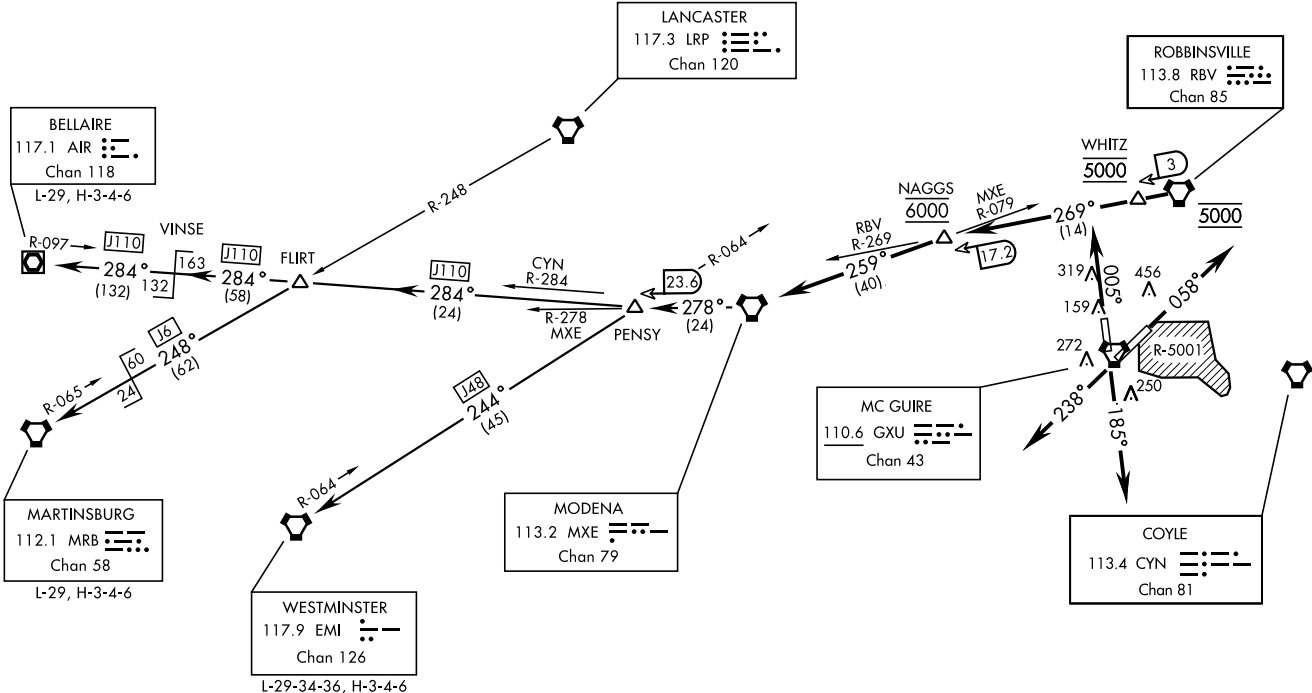 LANCASTER
117.3 LRP
Chan 120
ROBBINSVILLE
113.8 RBV
Chan 85
BELLAIRE
117.1 AIR
Chan 118
L-29, H-3-4-6
R-248
WHITZ
5000
3
5000
NAGGS
6000
MXE
R-079
269°
(14)
17.2
RBV
R-269
259°
(40)
R-064
23.6
278°
(24)
PENSY
CYN
R-284
R-278
MXE
J110
284°
(24)
FLIRT
J110
284°
(58)
VINSE
163
132
J110
284°
(132)
R-097
J6
248°
(62)
60
24
R-065
J48
244°
(45)
R-064
319
456
159
005°
058°
272
R-5001
250
238°
185°
MC GUIRE
110.6 GXU
Chan 43
MARTINSBURG
112.1 MRB
Chan 58
L-29, H-3-4-6
MODENA
113.2 MXE
Chan 79
COYLE
113.4 CYN
Chan 81
WESTMINSTER
117.9 EMI
Chan 126
L-29-34-36, H-3-4-6